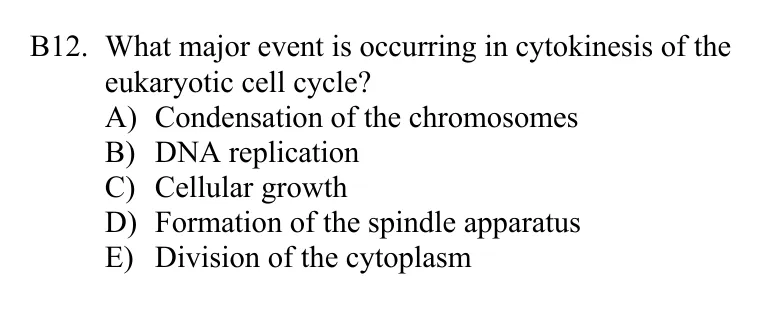 B12. What major event is occurring in cytokinesis of the
eukaryotic cell cycle?
A) Condensation of the chromosomes
B) DNA replication
C) Cellular growth
D) Formation of the spindle apparatus
E) Division of the cytoplasm